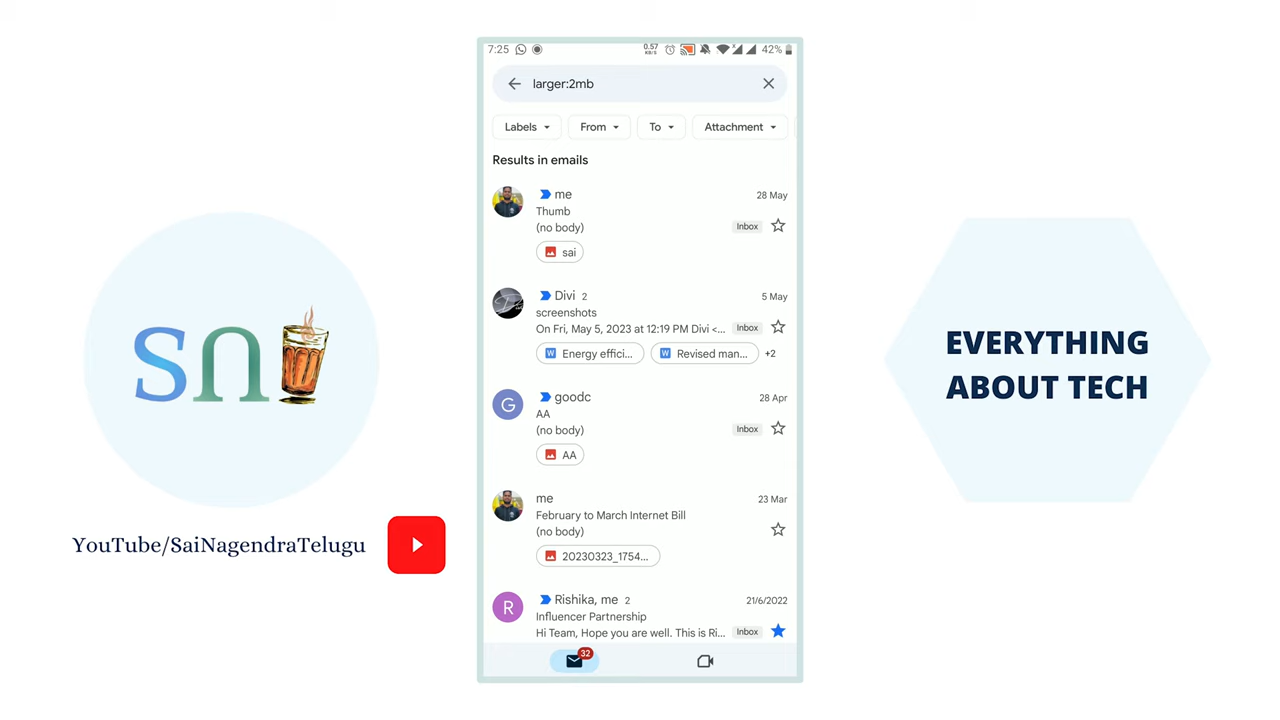 sn
YouTube/SaiNagendraTelugu
7:25
0.57
KB/S
42%
larger:2mb
Labels
From
To
Attachment
Results in emails
me
28 May
Thumb
(no body)
Inbox
sai
Divi 2
5 May
screenshots
On Fri, May 5, 2023 at 12:19 PM Divi <...
Inbox
Energy effici...
Revised man...
+2
G
goodc
28 Apr
AA
(no body)
Inbox
AA
me
23 Mar
February to March Internet Bill
(no body)
20230323_1754...
R
Rishika, me 2
21/6/2022
Influencer Partnership
Hi Team, Hope you are well. This is Ri...
Inbox
32
EVERYTHING
ABOUT TECH